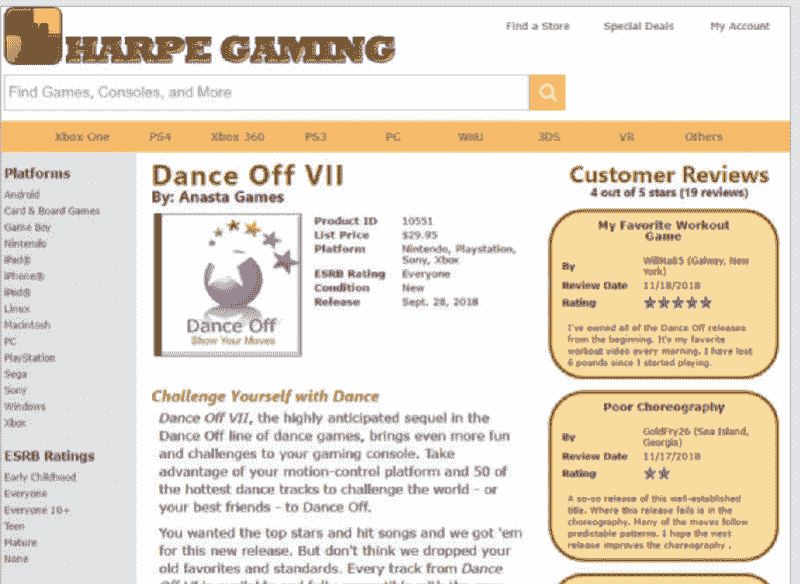 HARPE GAMING
Find a Store Special Deals My Account
Find Games, Consoles, and More
Xbox One PS4 Xbox 360 PS3 PC WiiU 3DS VR Others
Platforms
Android
Card & Board Games
Game Boy
Nintendo
iPad®
iPhone®
iPod®
Linux
Macintosh
PC
PlayStation
Sega
Sony
Windows
Xbox
ESRB Ratings
Early Childhood
Everyone
Everyone 10+
Teen
Mature
None
Dance Off VII
By: Anasta Games
Dance Off
Show Your Moves
Product ID 10551
List Price $29.95
Platform Nintendo, Playstation,
Sony, Xbox
ESRB Rating Everyone
Condition New
Release Sept. 28, 2018
Challenge Yourself with Dance
Dance Off VII, the highly anticipated sequel in the
Dance Off line of dance games, brings even more fun
and challenges to your gaming console. Take
advantage of your motion-control platform and 50 of
the hottest dance tracks to challenge the world - or
your best friends - to Dance Off.
You wanted the top stars and hit songs and we got 'em
for this new release. But don't think we dropped your
old favorites and standards. Every track from Dance
Customer Reviews
4 out of 5 stars (19 reviews)
My Favorite Workout
Game
By (Galway, New
York)
Review Date 11/18/2018
Rating ★★★★★
I've owned all of the Dance Off releases
from the beginning. It's my favorite
workout video every morning. I have lost
6 pounds since I started playing.
Poor Choreography
By GoldFry26 (Sea Island,
Georgia)
Review Date 11/17/2018
Rating ★★
A so-so release of this well-established
title. Where this release fails is in the
choreography. Many of the moves follow
predictable patterns. I hope the next
release improves the choreography .